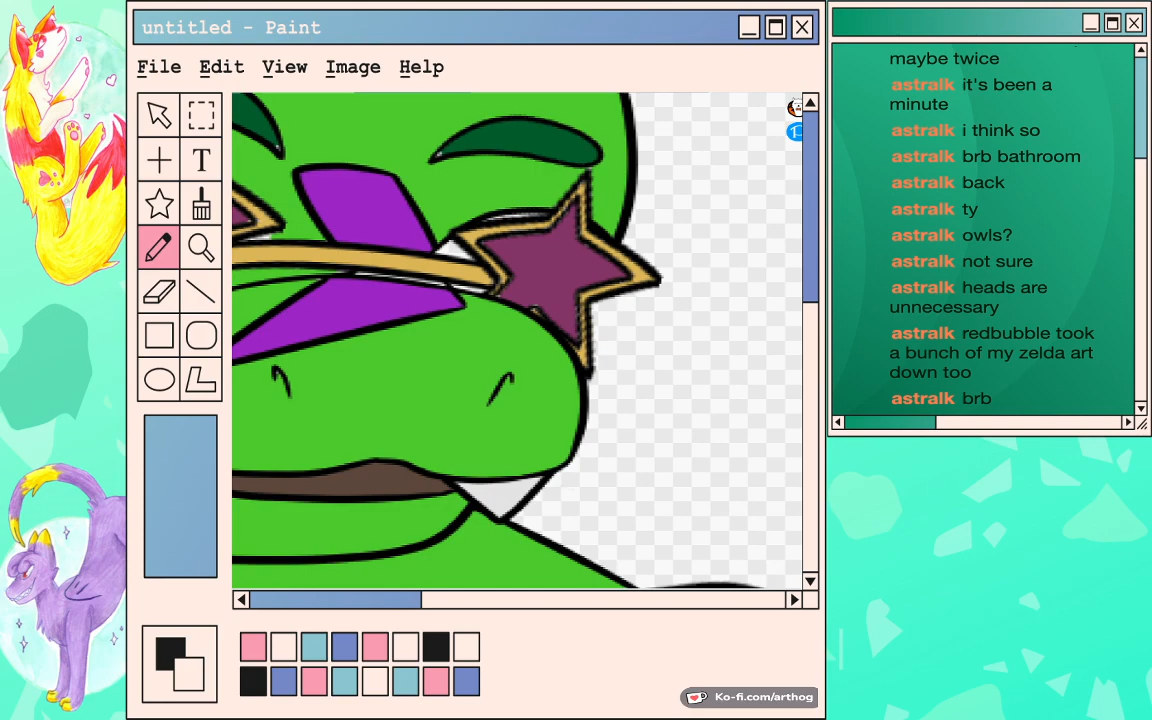 untitled - Paint
File Edit View Image Help
T
Ko-fi.com/arthog
maybe twice
astralk it's been a
minute
astralk i think so
astralk brb bathroom
astralk back
astralk ty
astralk owls?
astralk not sure
astralk heads are
unnecessary
astralk redbubble took
a bunch of my zelda art
down too
astralk brb